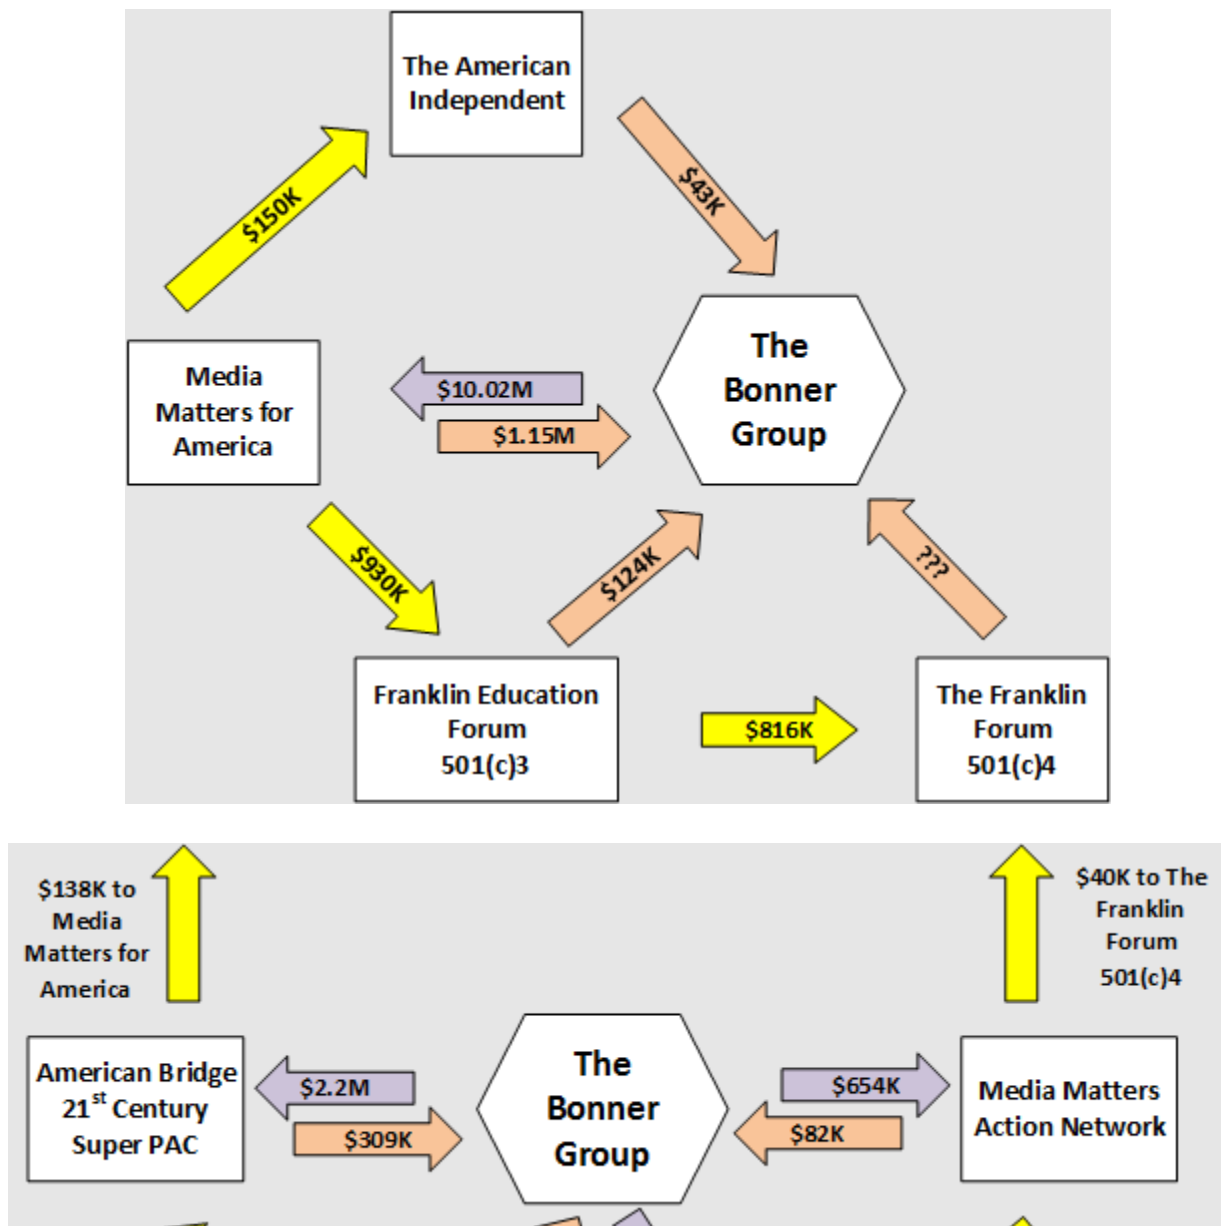 The American
Independent
$150K
$43K
The
Bonner
Group
Media
Matters for
America
$10.02M
$1.15M
$930K
$124K
???
Franklin Education
Forum
501(c)3
$816K
The Franklin
Forum
501(c)4
$138K to
Media
Matters for
America
$40K to The
Franklin
Forum
501(c)4
American Bridge
21st Century
Super PAC
$2.2M
$309K
The
Bonner
Group
$654K
$82K
Media Matters
Action Network